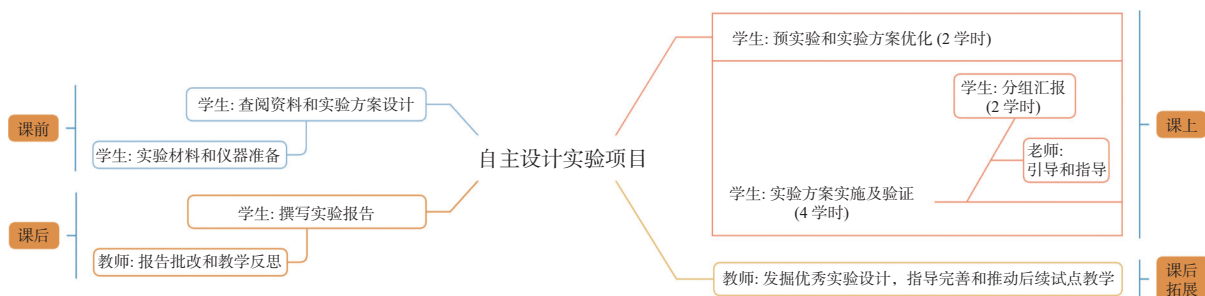 课前
学生: 查阅资料和实验方案设计
学生: 实验材料和仪器准备
课后
学生: 撰写实验报告
教师: 报告批改和教学反思
自主设计实验项目
学生: 预实验和实验方案优化 (2 学时)
学生: 分组汇报
(2 学时)
老师:
引导和指导
学生: 实验方案实施及验证
(4 学时)
课上
教师: 发掘优秀实验设计，指导完善和推动后续试点教学
课后
拓展